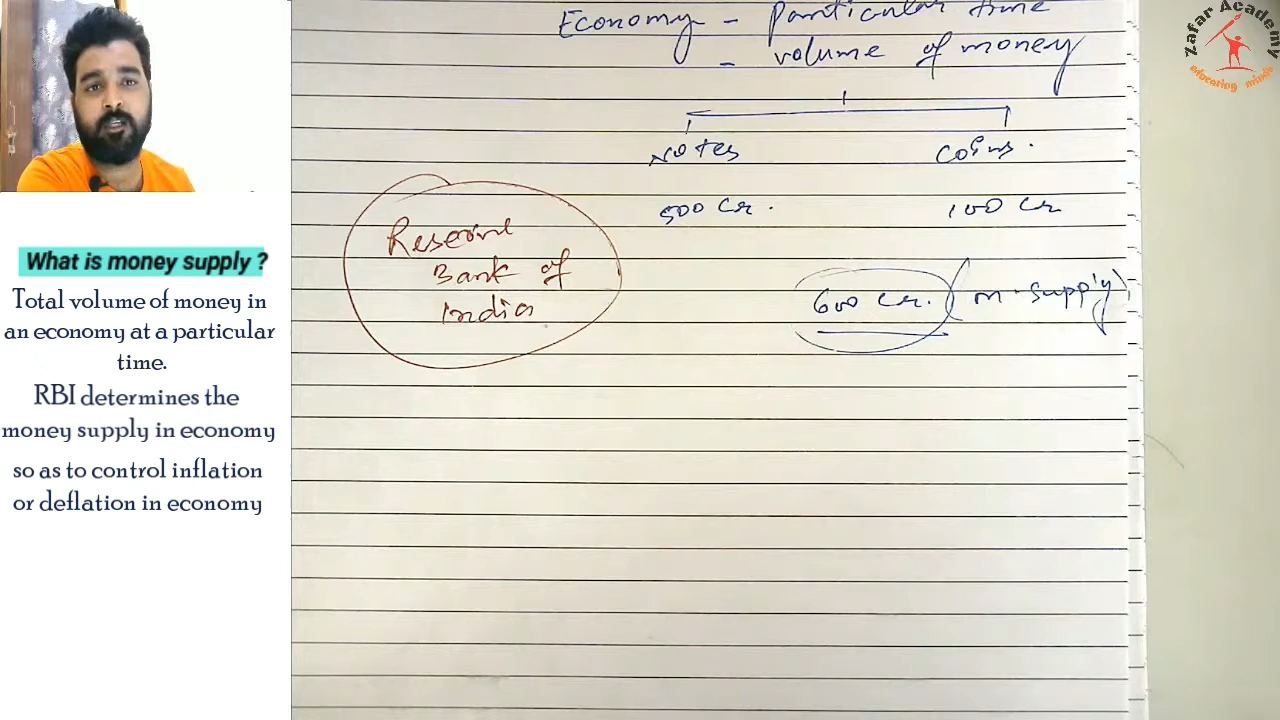 Economy - Particular time
- volume of money
Notes Coins.
500 Cr. 100 Cr
Reserve
Bank of
India
600 Cr. (m. supply)
What is money supply ?
Total volume of money in
an economy at a particular
time.
RBI determines the
money supply in economy
so as to control inflation
or deflation in economy
Zafar Academy
educating minds